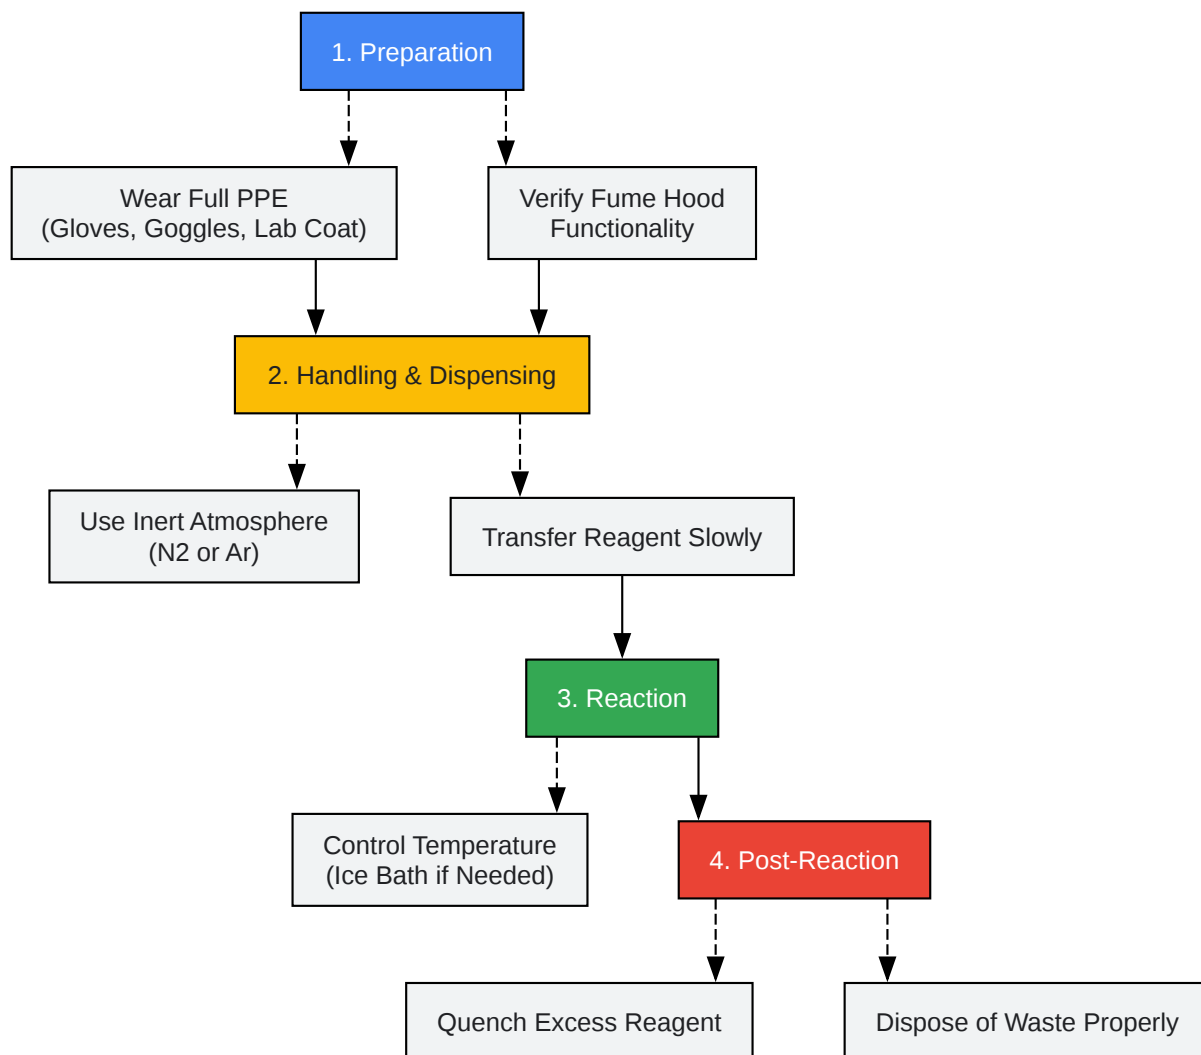 1. Preparation
Wear Full PPE
(Gloves, Goggles, Lab Coat)
Verify Fume Hood
Functionality
2. Handling & Dispensing
Use Inert Atmosphere
(N2 or Ar)
Transfer Reagent Slowly
3. Reaction
Control Temperature
(Ice Bath if Needed)
4. Post-Reaction
Quench Excess Reagent
Dispose of Waste Properly